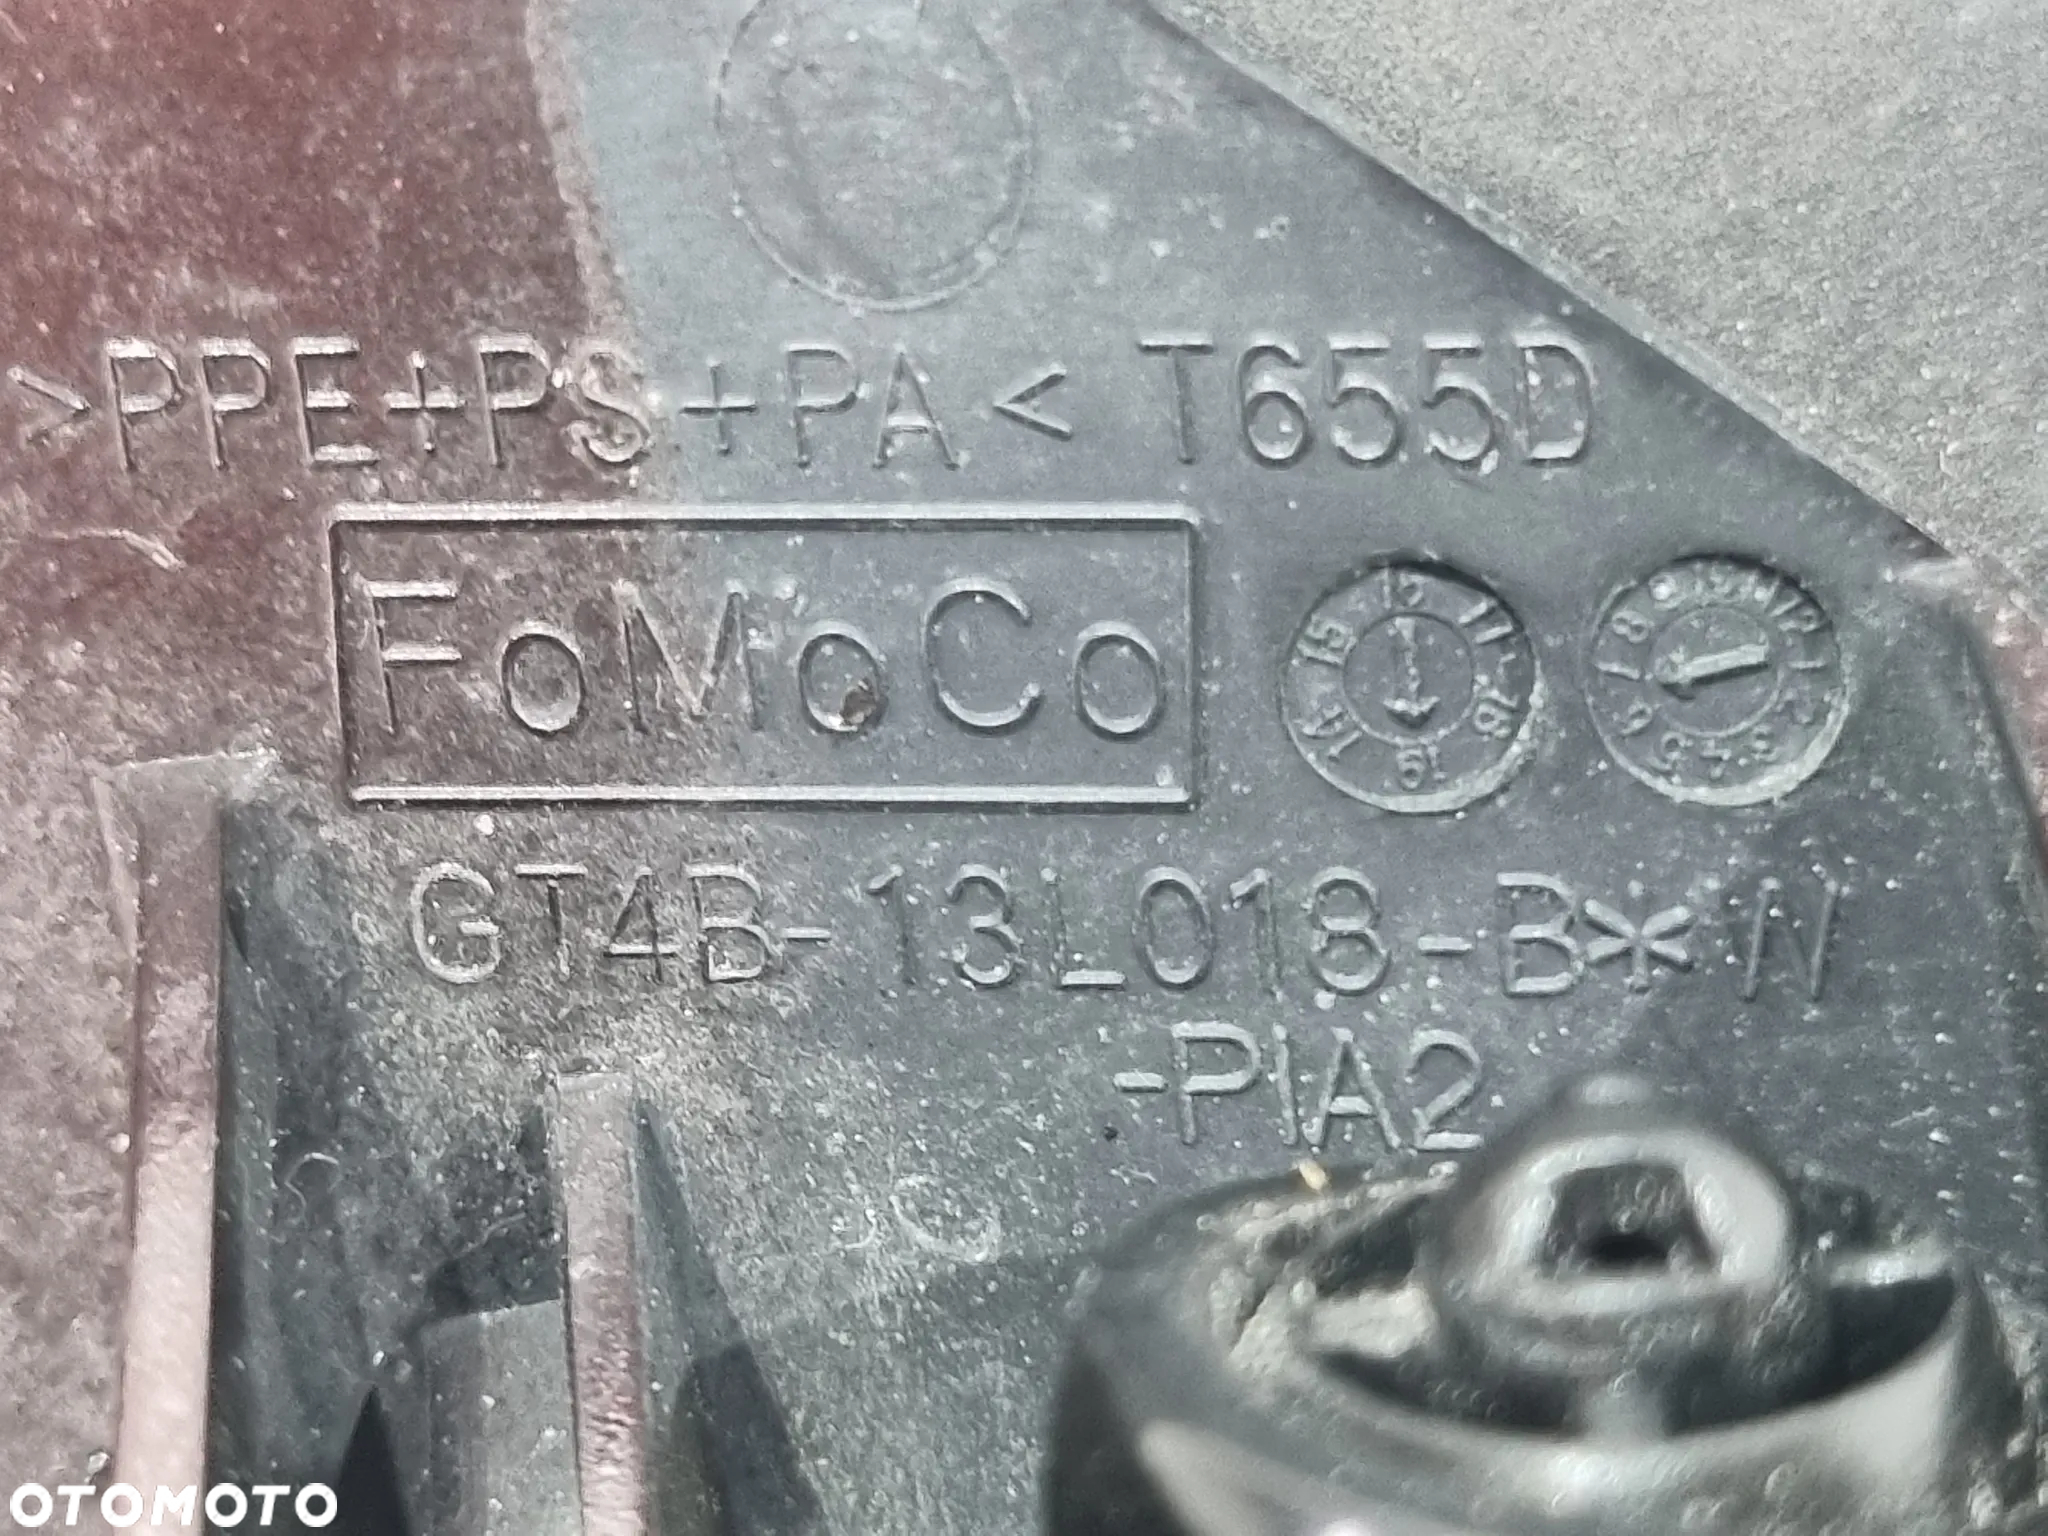 >PPE+PS+PA< T655D
FoMoCo
GT4B-13L018-B*W
-PIA2
OTOMOTO